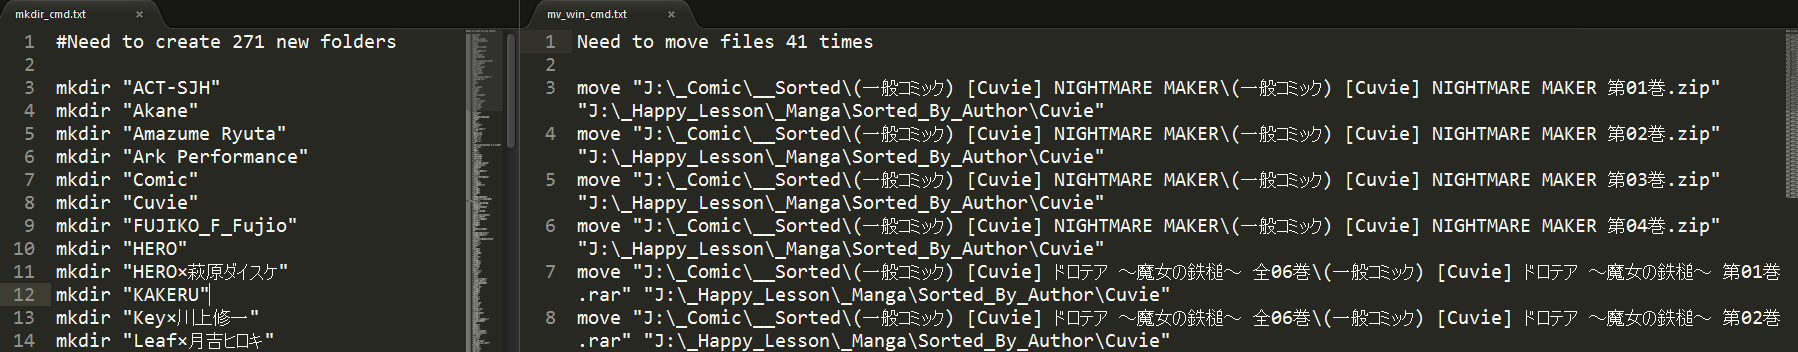 mkdir_cmd.txt ×
1 #Need to create 271 new folders
2
3 mkdir "ACT-SJH"
4 mkdir "Akane"
5 mkdir "Amazume Ryuta"
6 mkdir "Ark Performance"
7 mkdir "Comic"
8 mkdir "Cuvie"
9 mkdir "FUJIKO_F_Fujio"
10 mkdir "HERO"
11 mkdir "HERO×萩原ダイスケ"
12 mkdir "KAKERU"
13 mkdir "Key×川上修一"
14 mkdir "Leaf×月吉ヒロキ"
mv_win_cmd.txt ×
1 Need to move files 41 times
2
3 move "J:\_Comic\__Sorted\(一般コミック) [Cuvie] NIGHTMARE MAKER\(一般コミック) [Cuvie] NIGHTMARE MAKER 第01巻.zip"
"J:\_Happy_Lesson\_Manga\Sorted_By_Author\Cuvie"
4 move "J:\_Comic\__Sorted\(一般コミック) [Cuvie] NIGHTMARE MAKER\(一般コミック) [Cuvie] NIGHTMARE MAKER 第02巻.zip"
"J:\_Happy_Lesson\_Manga\Sorted_By_Author\Cuvie"
5 move "J:\_Comic\__Sorted\(一般コミック) [Cuvie] NIGHTMARE MAKER\(一般コミック) [Cuvie] NIGHTMARE MAKER 第03巻.zip"
"J:\_Happy_Lesson\_Manga\Sorted_By_Author\Cuvie"
6 move "J:\_Comic\__Sorted\(一般コミック) [Cuvie] NIGHTMARE MAKER\(一般コミック) [Cuvie] NIGHTMARE MAKER 第04巻.zip"
"J:\_Happy_Lesson\_Manga\Sorted_By_Author\Cuvie"
7 move "J:\_Comic\__Sorted\(一般コミック) [Cuvie] ドロテア ～魔女の鉄槌～ 全06巻\(一般コミック) [Cuvie] ドロテア ～魔女の鉄槌～ 第01巻
.rar" "J:\_Happy_Lesson\_Manga\Sorted_By_Author\Cuvie"
8 move "J:\_Comic\__Sorted\(一般コミック) [Cuvie] ドロテア ～魔女の鉄槌～ 全06巻\(一般コミック) [Cuvie] ドロテア ～魔女の鉄槌～ 第02巻
.rar" "J:\_Happy_Lesson\_Manga\Sorted_By_Author\Cuvie"